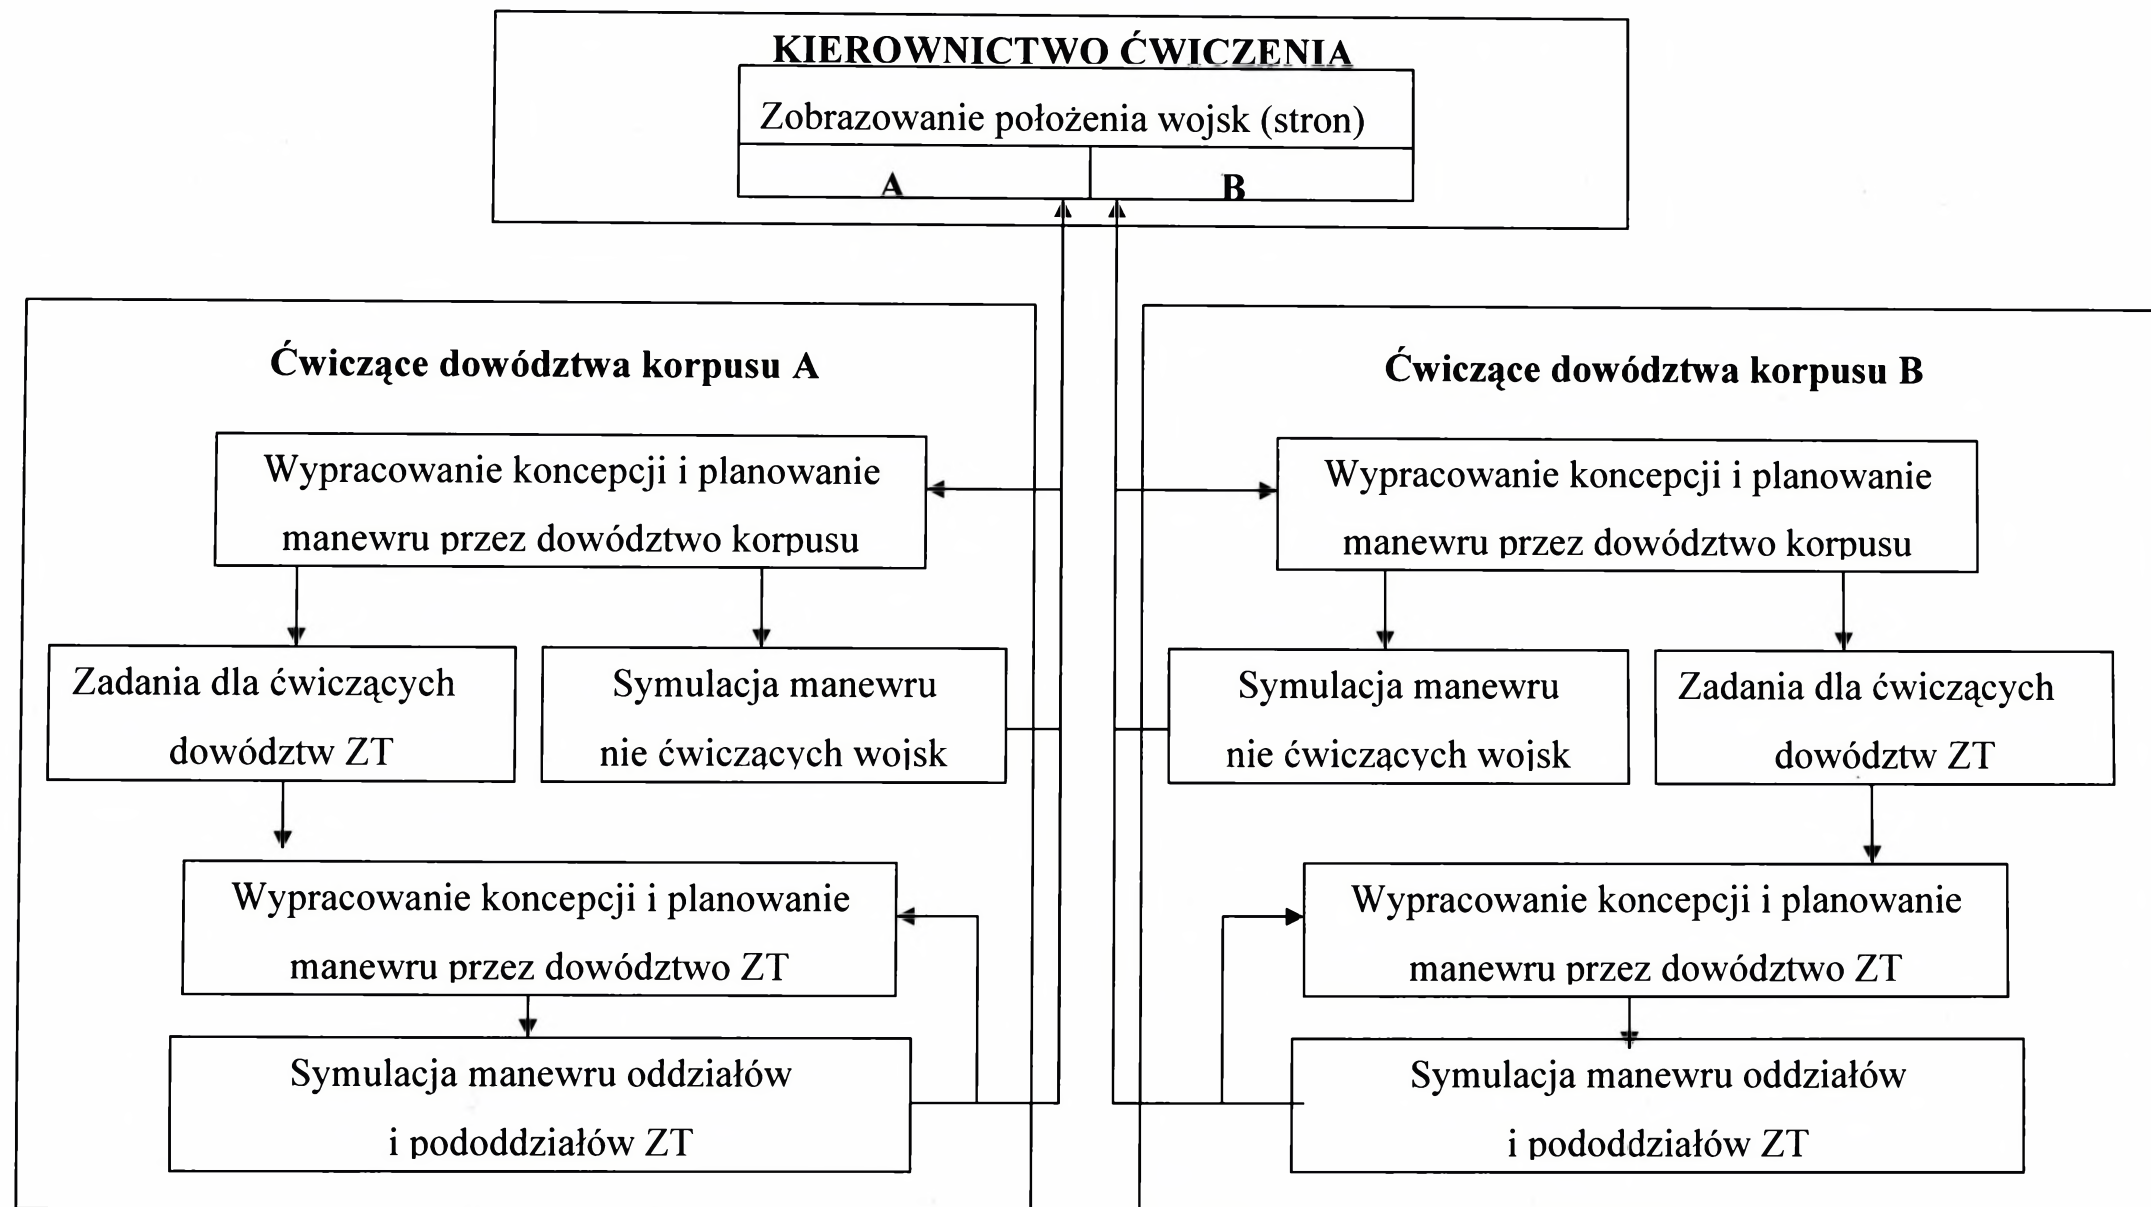 KIEROWNICTWO ĆWICZENIA
Zobrazowanie położenia wojsk (stron)
A
B
Ćwiczące dowództwa korpusu A
Wypracowanie koncepcji i planowanie
manewru przez dowództwo korpusu
Zadania dla ćwiczących
dowództw ZT
Symulacja manewru
nie ćwiczących wojsk
Wypracowanie koncepcji i planowanie
manewru przez dowództwo ZT
Symulacja manewru oddziałów
i pododdziałów ZT
Ćwiczące dowództwa korpusu B
Wypracowanie koncepcji i planowanie
manewru przez dowództwo korpusu
Symulacja manewru
nie ćwiczących wojsk
Zadania dla ćwiczących
dowództw ZT
Wypracowanie koncepcji i planowanie
manewru przez dowództwo ZT
Symulacja manewru oddziałów
i pododdziałów ZT